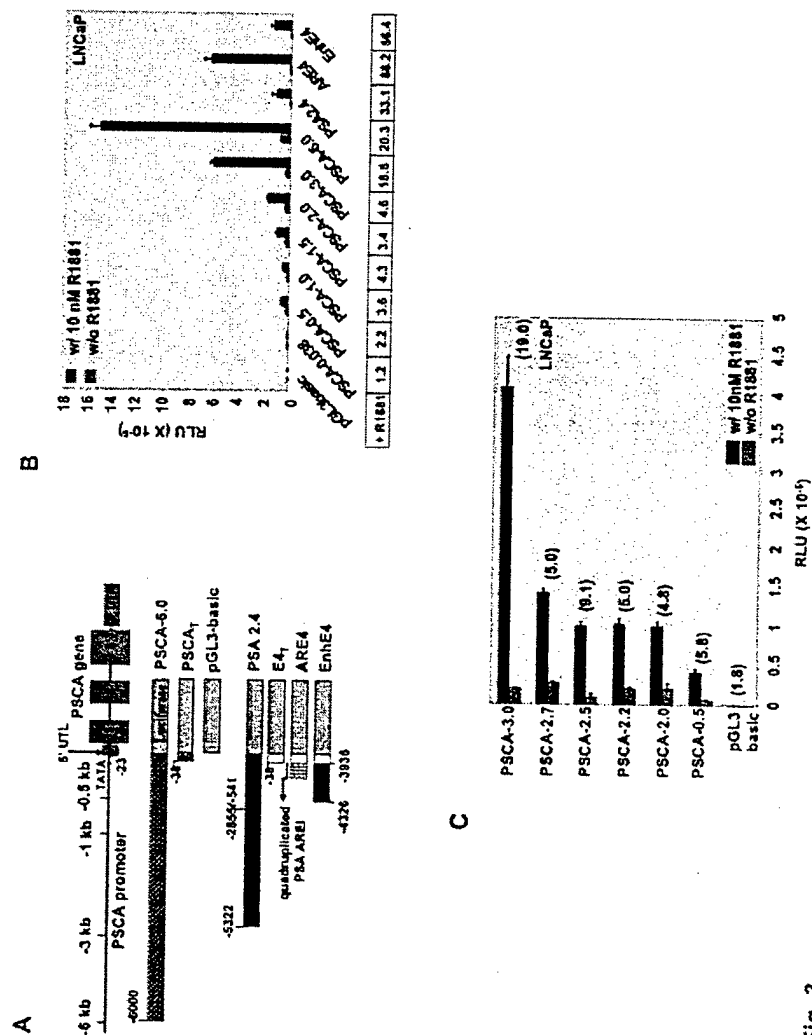 A
-6 kb
-3 kb
-1 kb
-0.5 kb
5' UTL
PSCA gene
TATA
-23
PSCA promoter
-6000
PSCA-6.0
-38
PSCA_T
pGL3-basic
-5322
-2855/-541
PSA 2.4
-38
E4_T
quadruplicated
PSA AREI
ARE4
EnhE4
-4326
-3936
B
RLU (X 10⁻⁵)
18
16
14
12
10
8
6
4
2
0
w/ 10 nM R1881
w/o R1881
LNCaP
pGL3basic
PSCA-0.038
PSCA-0.5
PSCA-1.0
PSCA-1.5
PSCA-2.0
PSCA-3.0
PSCA-6.0
PSA2.4
ARE4
EnhE4
+ R1881 1.2 2.2 3.6 4.3 3.4 4.6 18.5 20.3 33.1 88.2 56.4
C
PSCA-3.0 (19.0)
LNCaP
PSCA-2.7 (5.0)
PSCA-2.5 (9.1)
PSCA-2.2 (5.0)
PSCA-2.0 (4.8)
PSCA-0.5 (5.8)
pGL3 basic (1.8)
w/ 10nM R1881
w/o R1881
0 0.5 1 1.5 2 2.5 3 3.5 4 4.5 5
RLU (X 10⁻⁵)